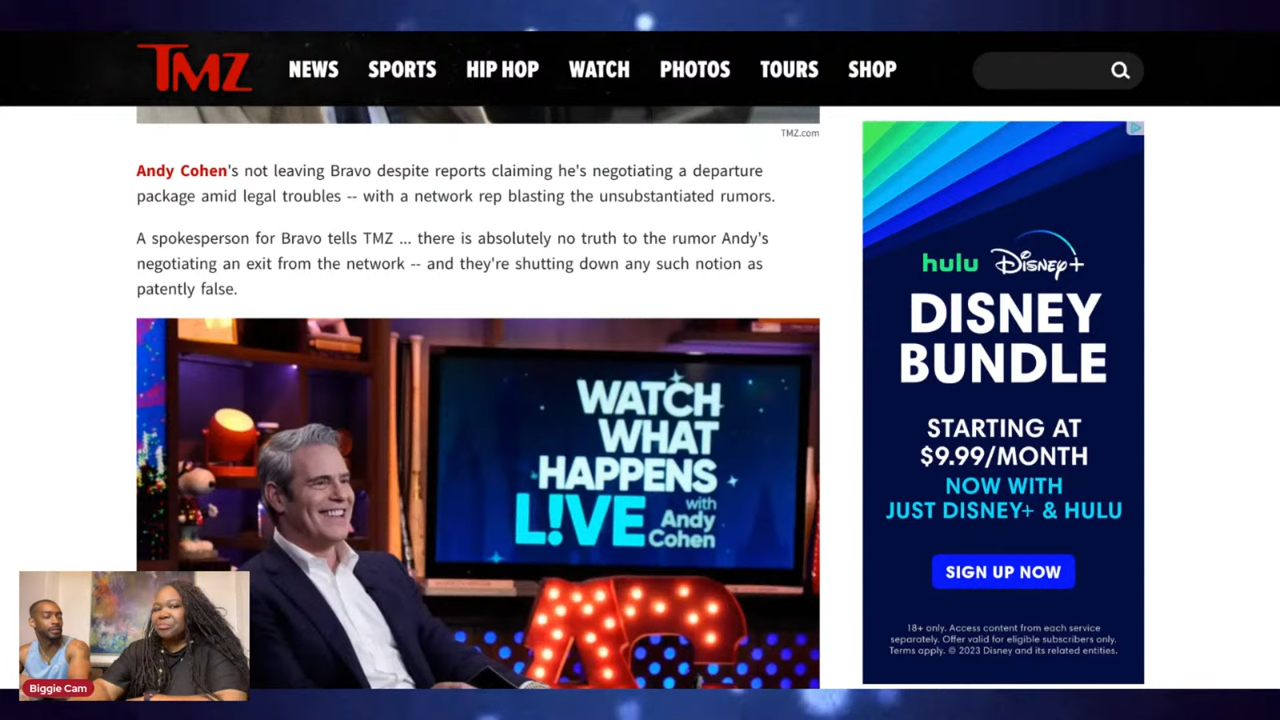 TMZ
NEWS SPORTS HIP HOP WATCH PHOTOS TOURS SHOP
TMZ.com
Andy Cohen's not leaving Bravo despite reports claiming he's negotiating a departure
package amid legal troubles -- with a network rep blasting the unsubstantiated rumors.
A spokesperson for Bravo tells TMZ ... there is absolutely no truth to the rumor Andy's
negotiating an exit from the network -- and they're shutting down any such notion as
patently false.
WATCH
WHAT
HAPPENS
L!VE with
Andy
Cohen
AC
Biggie Cam
hulu Disney+
DISNEY
BUNDLE
STARTING AT
$9.99/MONTH
NOW WITH
JUST DISNEY+ & HULU
SIGN UP NOW
18+ only. Access content from each service
separately. Offer valid for eligible subscribers only.
Terms apply. © 2023 Disney and its related entities.